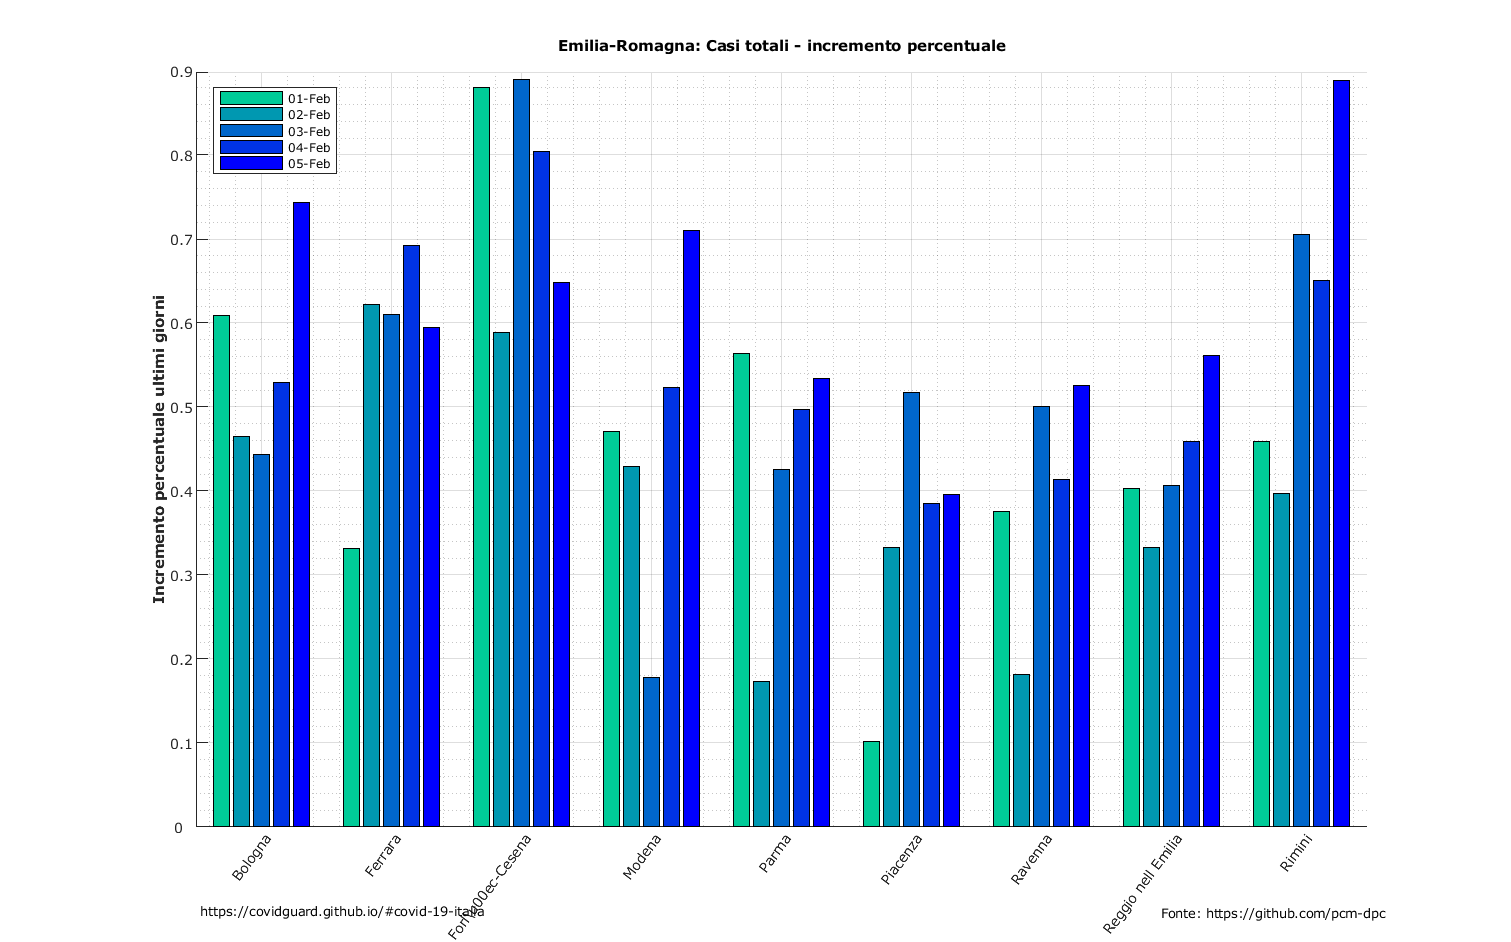 Emilia-Romagna: Casi totali - incremento percentuale
Incremento percentuale ultimi giorni
0.9
0.8
0.7
0.6
0.5
0.4
0.3
0.2
0.1
0
01-Feb
02-Feb
03-Feb
04-Feb
05-Feb
Bologna
Ferrara
Modena
Parma
Piacenza
Ravenna
Reggio nell Emilia
Rimini
https://covidguard.github.io/#covid-19-italia
Fonte: https://github.com/pcm-dpc